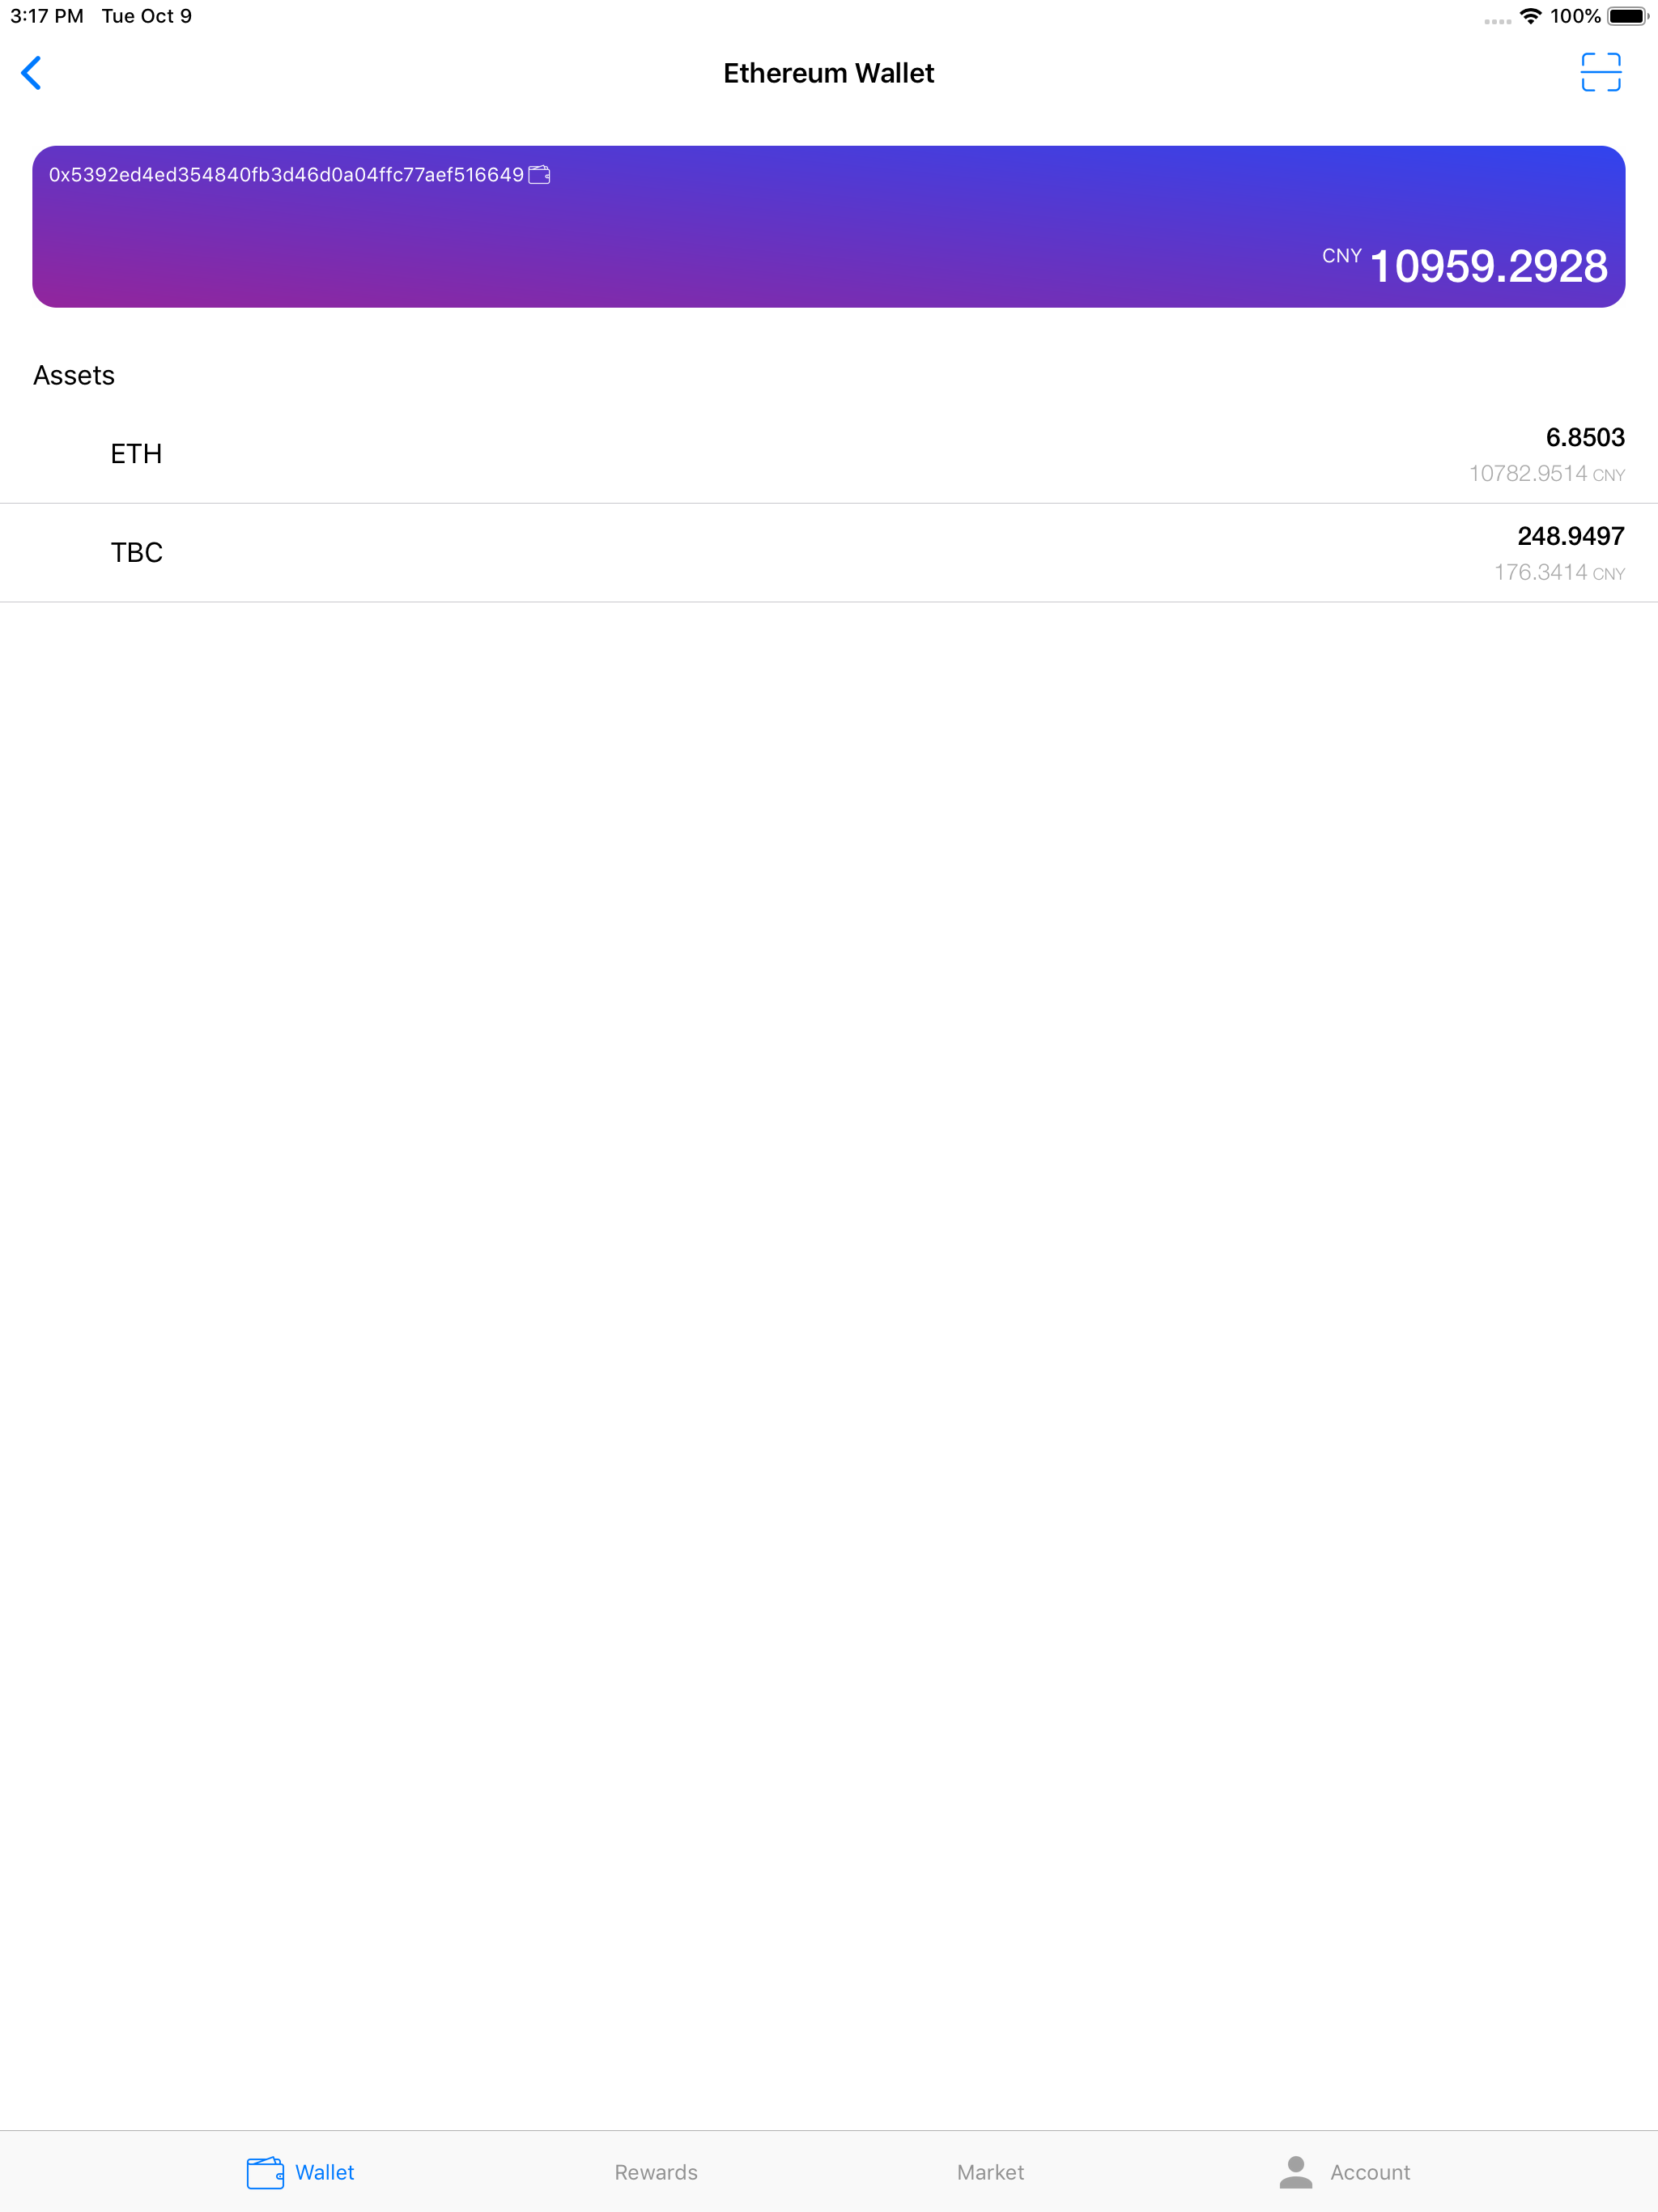 3:17 PM Tue Oct 9 100%
Ethereum Wallet
0x5392ed4ed354840fb3d46d0a04ffc77aef516649
CNY 10959.2928
Assets
ETH
6.8503
10782.9514 CNY
TBC
248.9497
176.3414 CNY
Wallet Rewards Market Account